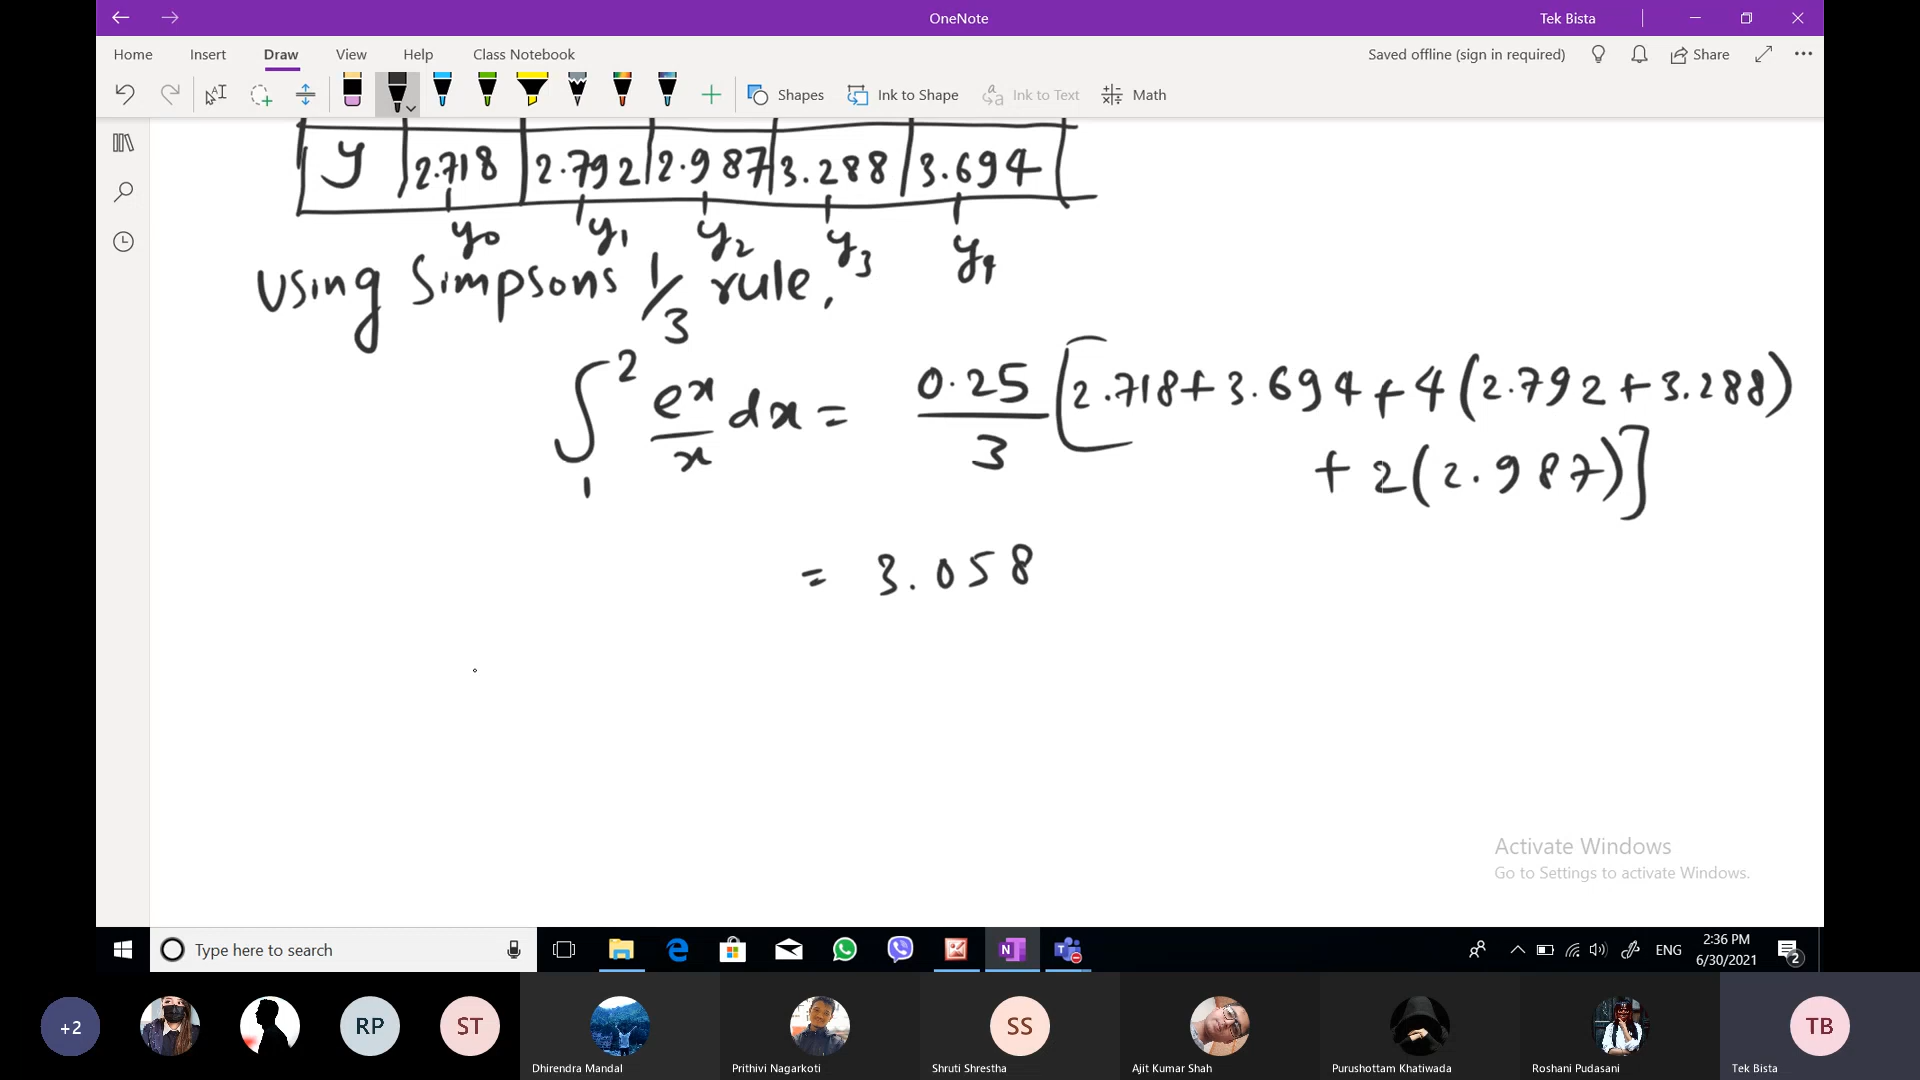 OneNote
Tek Bista
Home Insert Draw View Help Class Notebook
Saved offline (sign in required) Share
Shapes Ink to Shape Ink to Text Math
y 2.718 2.792 2.987 3.288 3.694
y0 y1 y2 y3 y4
Using Simpsons 1/3 rule,
∫₁² eˣ/x dx = 0.25/3 [2.718+3.694+4(2.792+3.288)
+ 2(2.987)]
= 3.058
Activate Windows
Go to Settings to activate Windows.
Type here to search
ENG
2:36 PM
6/30/2021
2
+2
RP
ST
SS
TB
Dhirendra Mandal
Prithivi Nagarkoti
Shruti Shrestha
Ajit Kumar Shah
Purushottam Khatiwada
Roshani Pudasani
Tek Bista